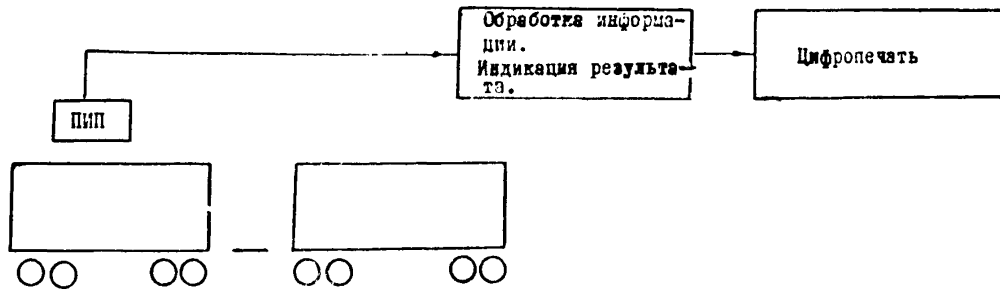 Обработка информа-
ции.
Индикация результа-
та.
Цифропечать
ПИП